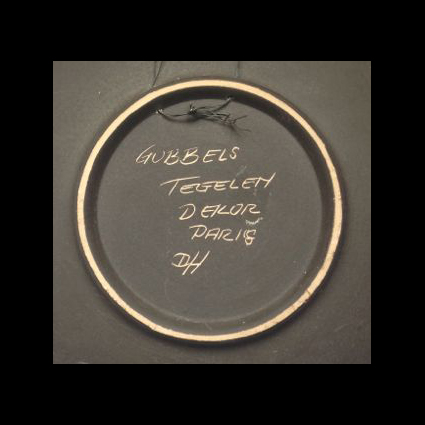 GUBBELS
TEGELEN
DEKOR
PARIS
DH